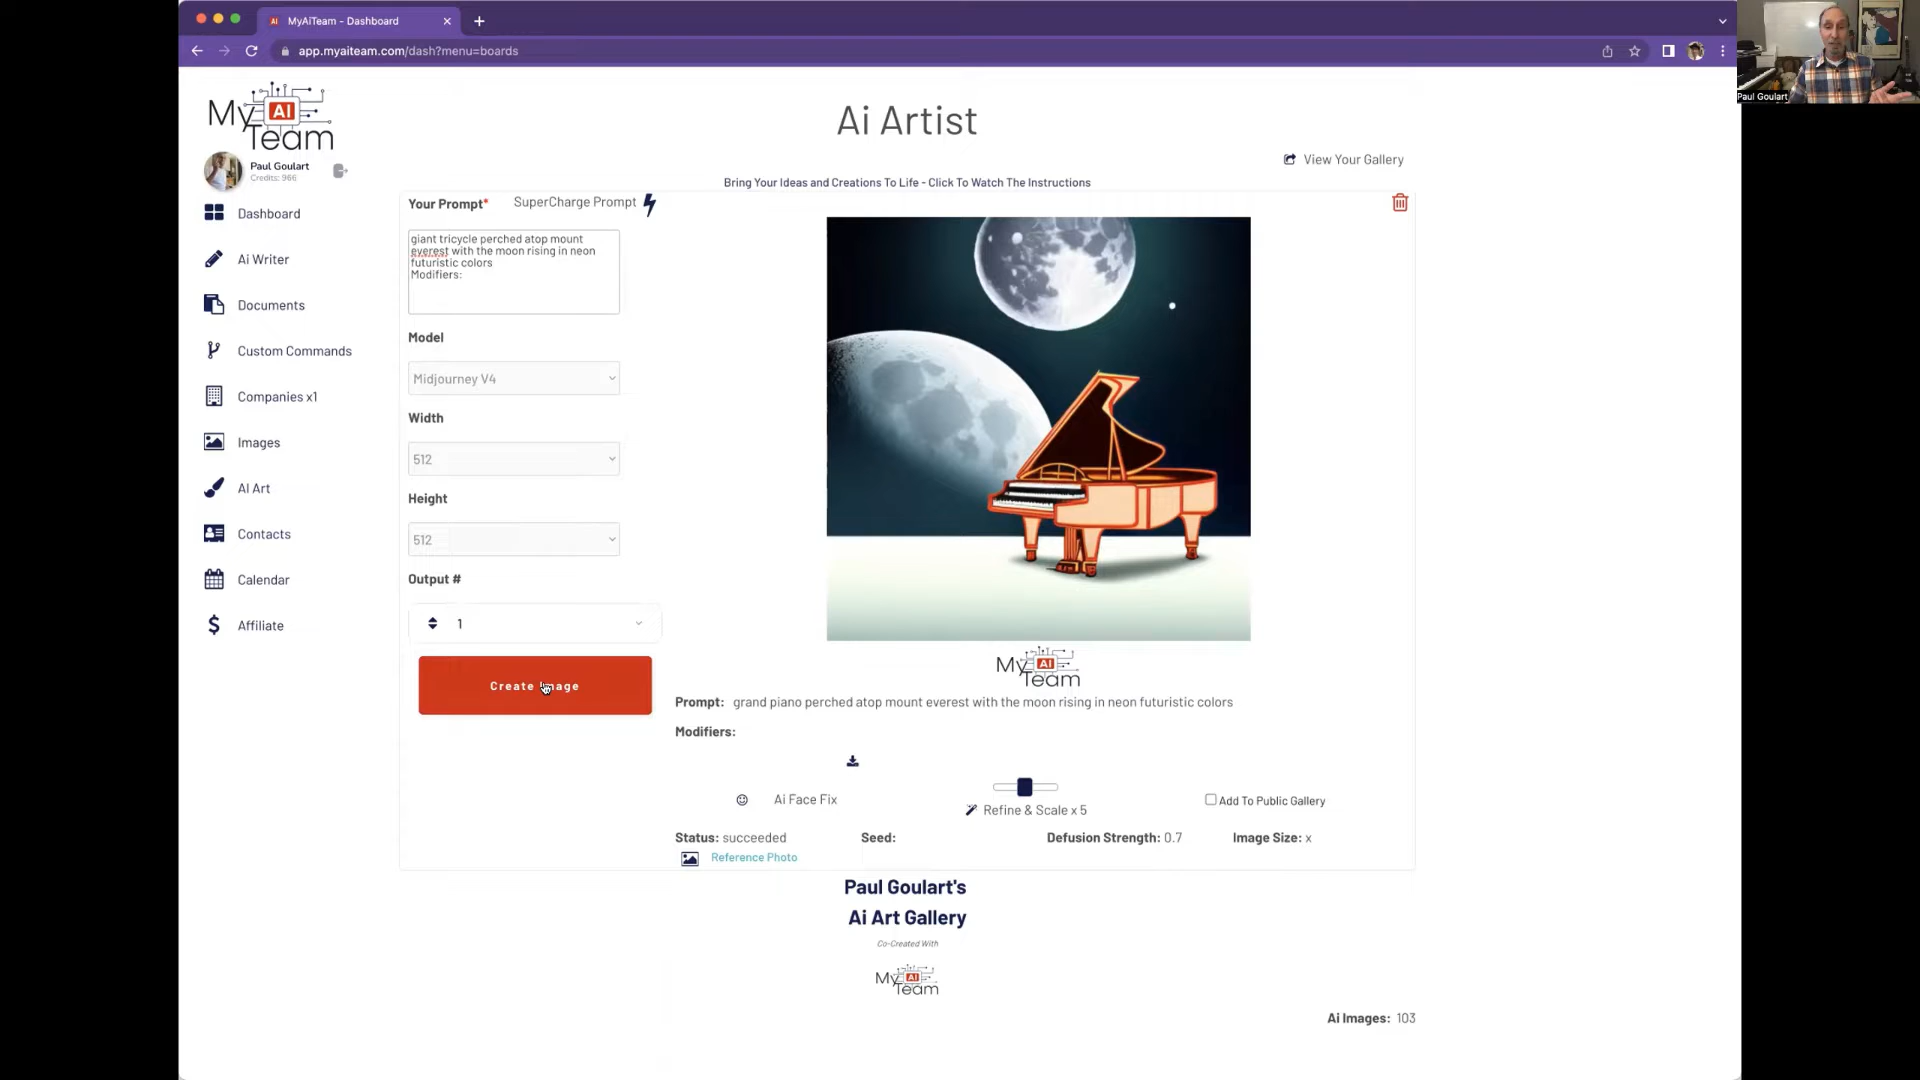 MyAiTeam - Dashboard
app.myaiteam.com/dash?menu=boards
Paul Goulart
My AI Team
Paul Goulart
Credits: 966
Dashboard
Ai Writer
Documents
Custom Commands
Companies x1
Images
AI Art
Contacts
Calendar
Affiliate
Ai Artist
View Your Gallery
Bring Your Ideas and Creations To Life - Click To Watch The Instructions
Your Prompt*
SuperCharge Prompt
giant tricycle perched atop mount
everest with the moon rising in neon
futuristic colors
Modifiers:
Model
Midjourney V4
Width
512
Height
512
Output #
1
Create Image
My AI Team
Prompt: grand piano perched atop mount everest with the moon rising in neon futuristic colors
Modifiers:
Ai Face Fix
Refine & Scale x 5
Add To Public Gallery
Status: succeeded
Seed:
Defusion Strength: 0.7
Image Size: x
Reference Photo
Paul Goulart's
Ai Art Gallery
Co-Created With
My AI Team
Ai Images: 103